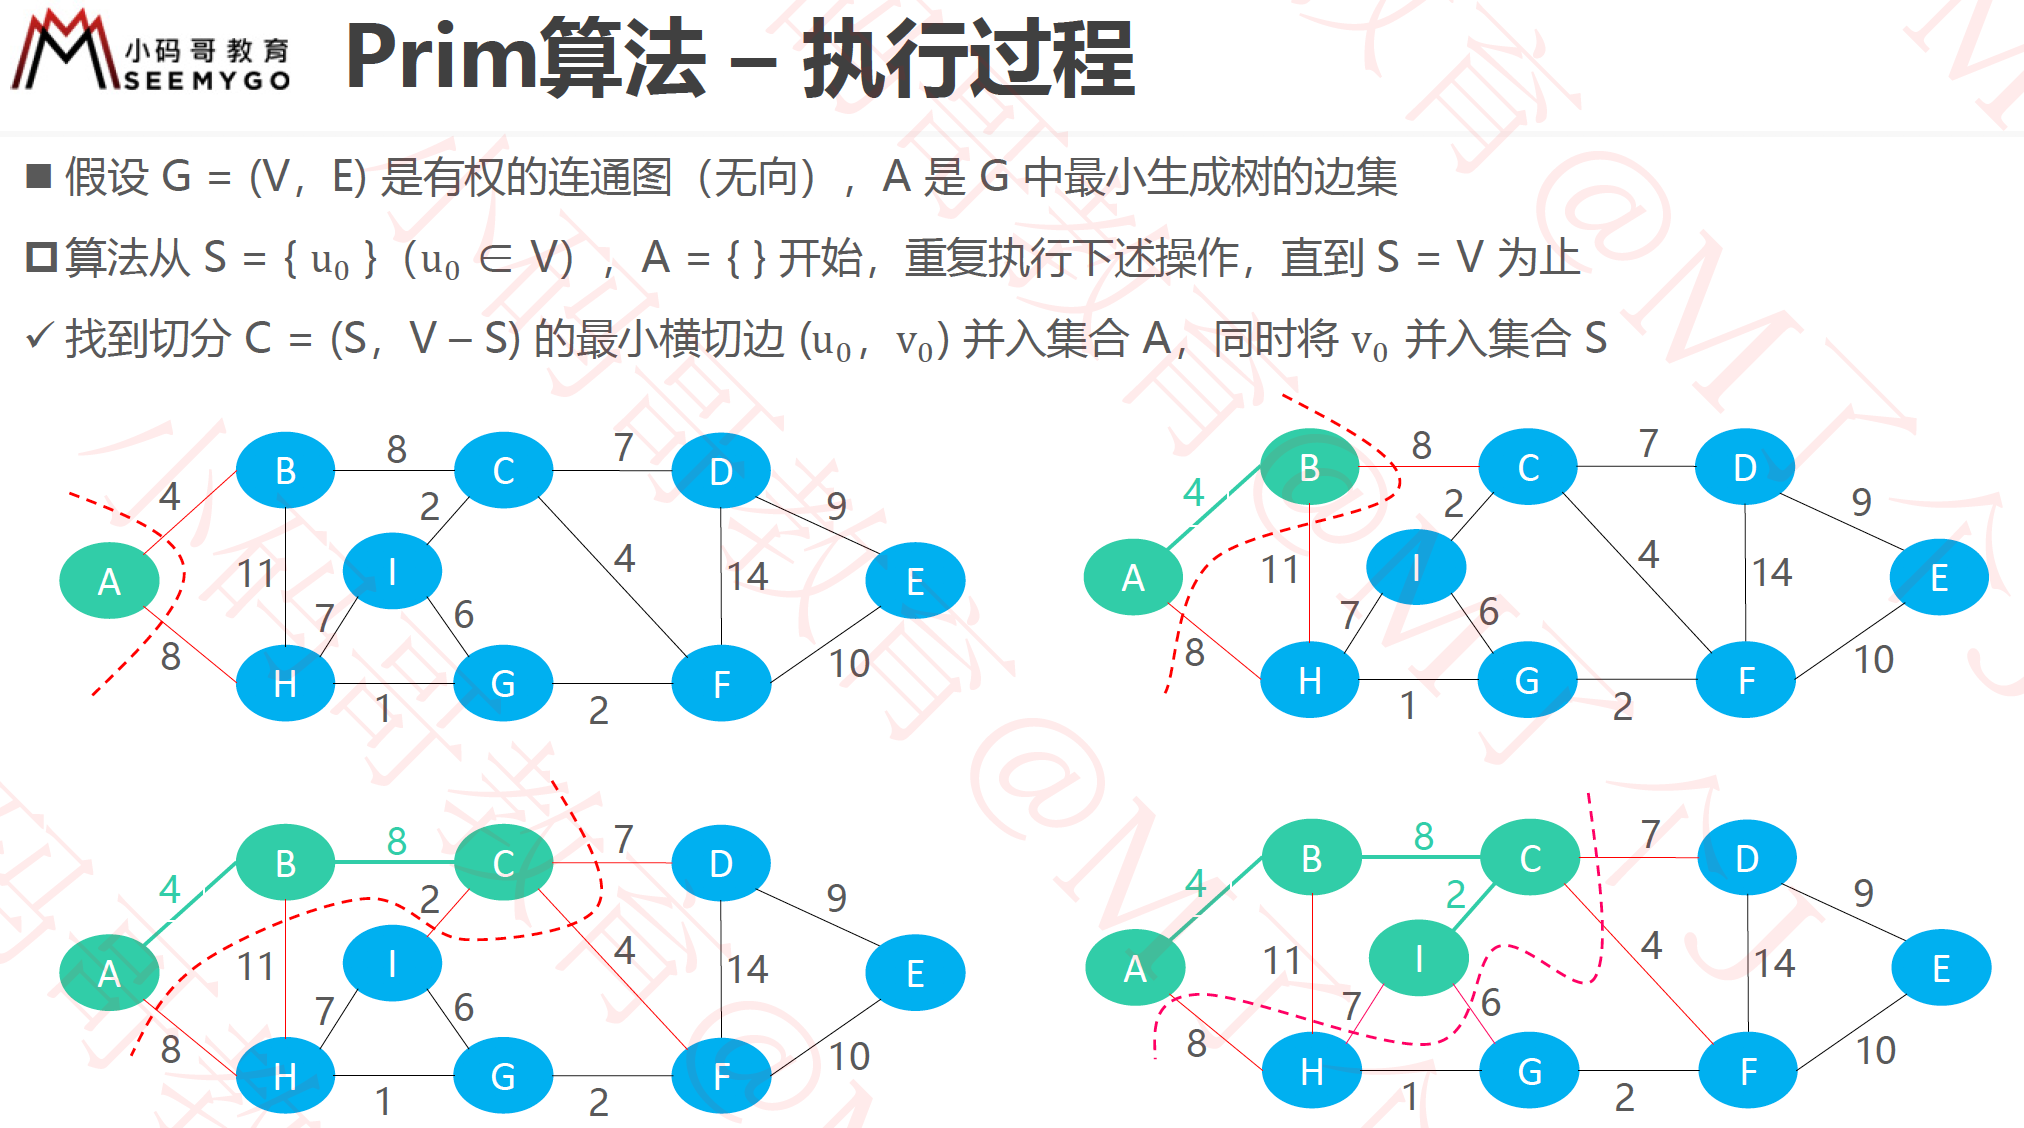 小码哥教育
SEEMYGO
Prim算法 – 执行过程
假设 G = (V，E) 是有权的连通图（无向），A 是 G 中最小生成树的边集
算法从 S = { u₀ }（u₀ ∈ V），A = { } 开始，重复执行下述操作，直到 S = V 为止
找到切分 C = (S，V – S) 的最小横切边 (u₀，v₀) 并入集合 A，同时将 v₀ 并入集合 S
B 8 C 7 D
4 2 9
A 11 I 4 14 E
7 6
8 10
H 1 G 2 F
B 8 C 7 D
4 2 9
A 11 I 4 14 E
7 6
8 10
H 1 G 2 F
B 8 C 7 D
4 2 9
A 11 I 4 14 E
7 6
8 10
H 1 G 2 F
B 8 C 7 D
4 2 9
A 11 I 4 14 E
7 6
8 10
H 1 G 2 F